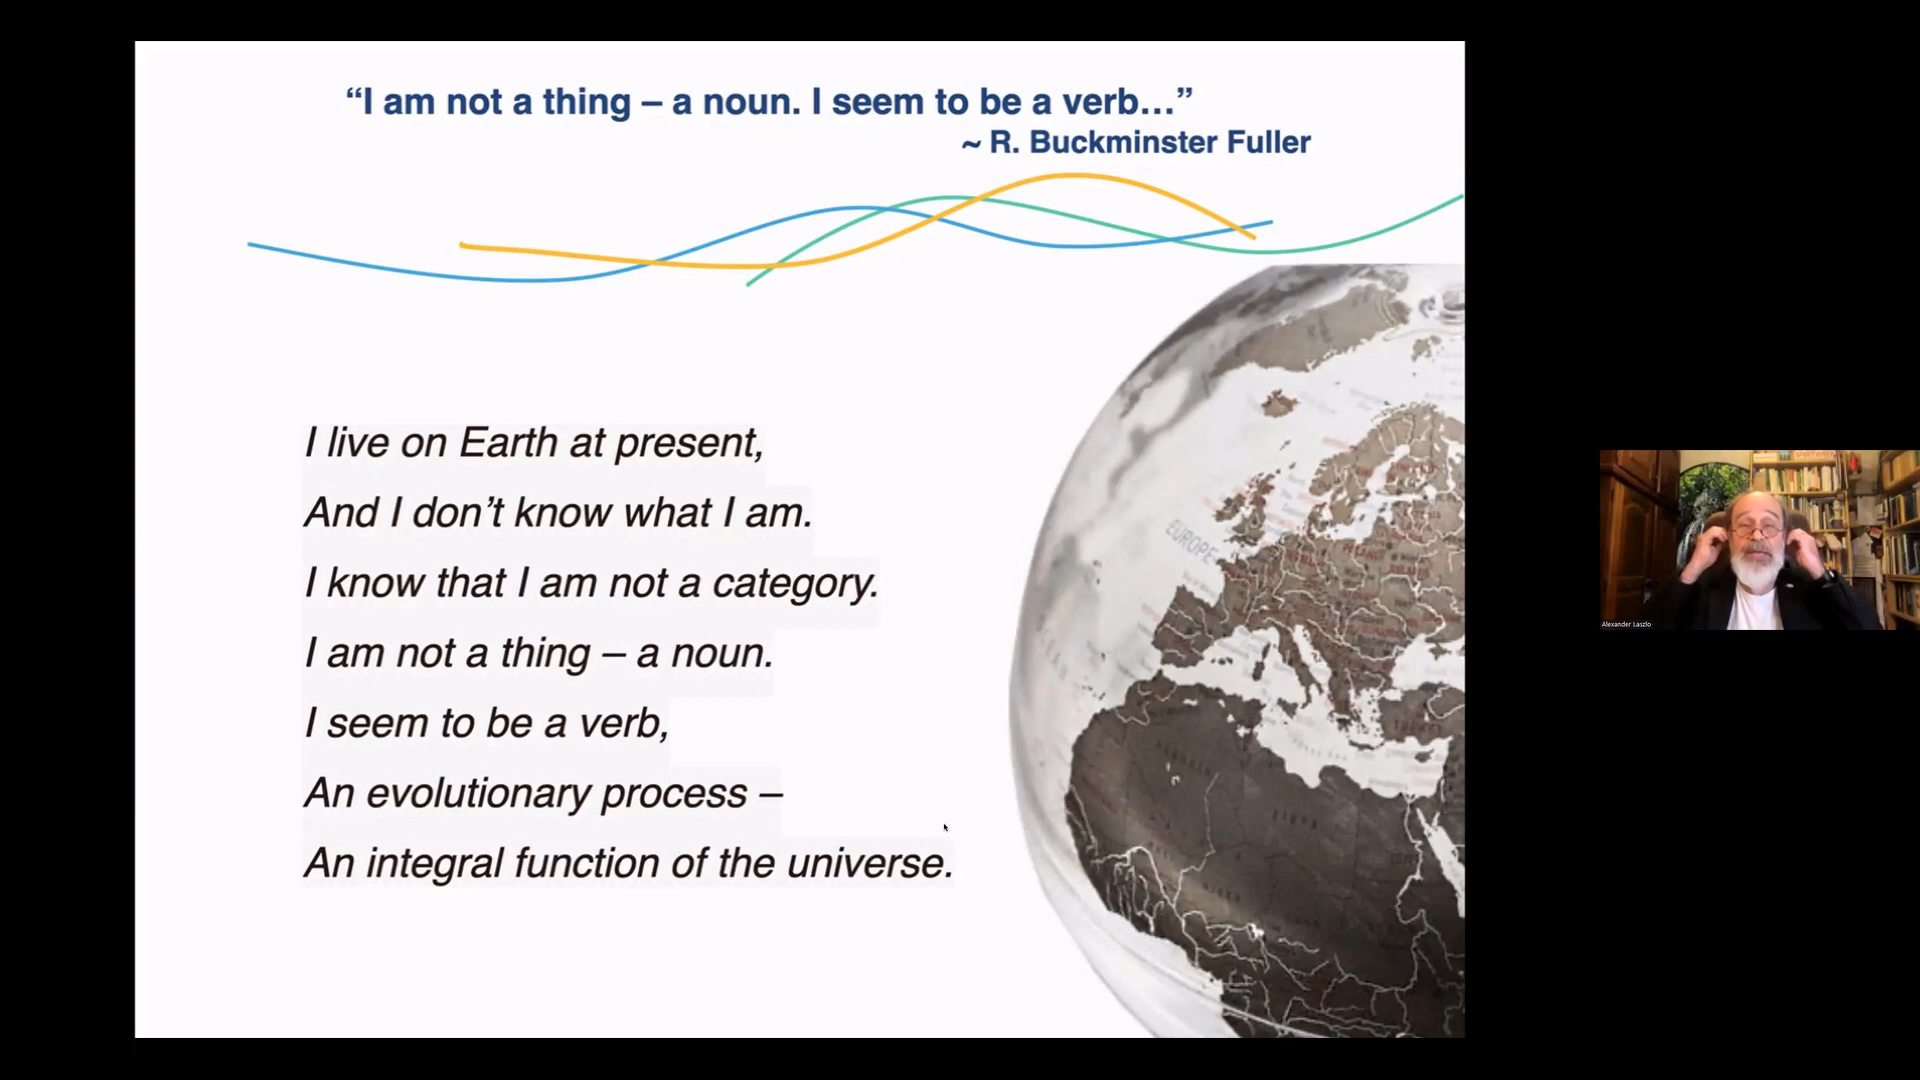 “I am not a thing – a noun. I seem to be a verb…”
~ R. Buckminster Fuller
I live on Earth at present,
And I don’t know what I am.
I know that I am not a category.
I am not a thing – a noun.
I seem to be a verb,
An evolutionary process –
An integral function of the universe.
EUROPE
Alexander Laszlo